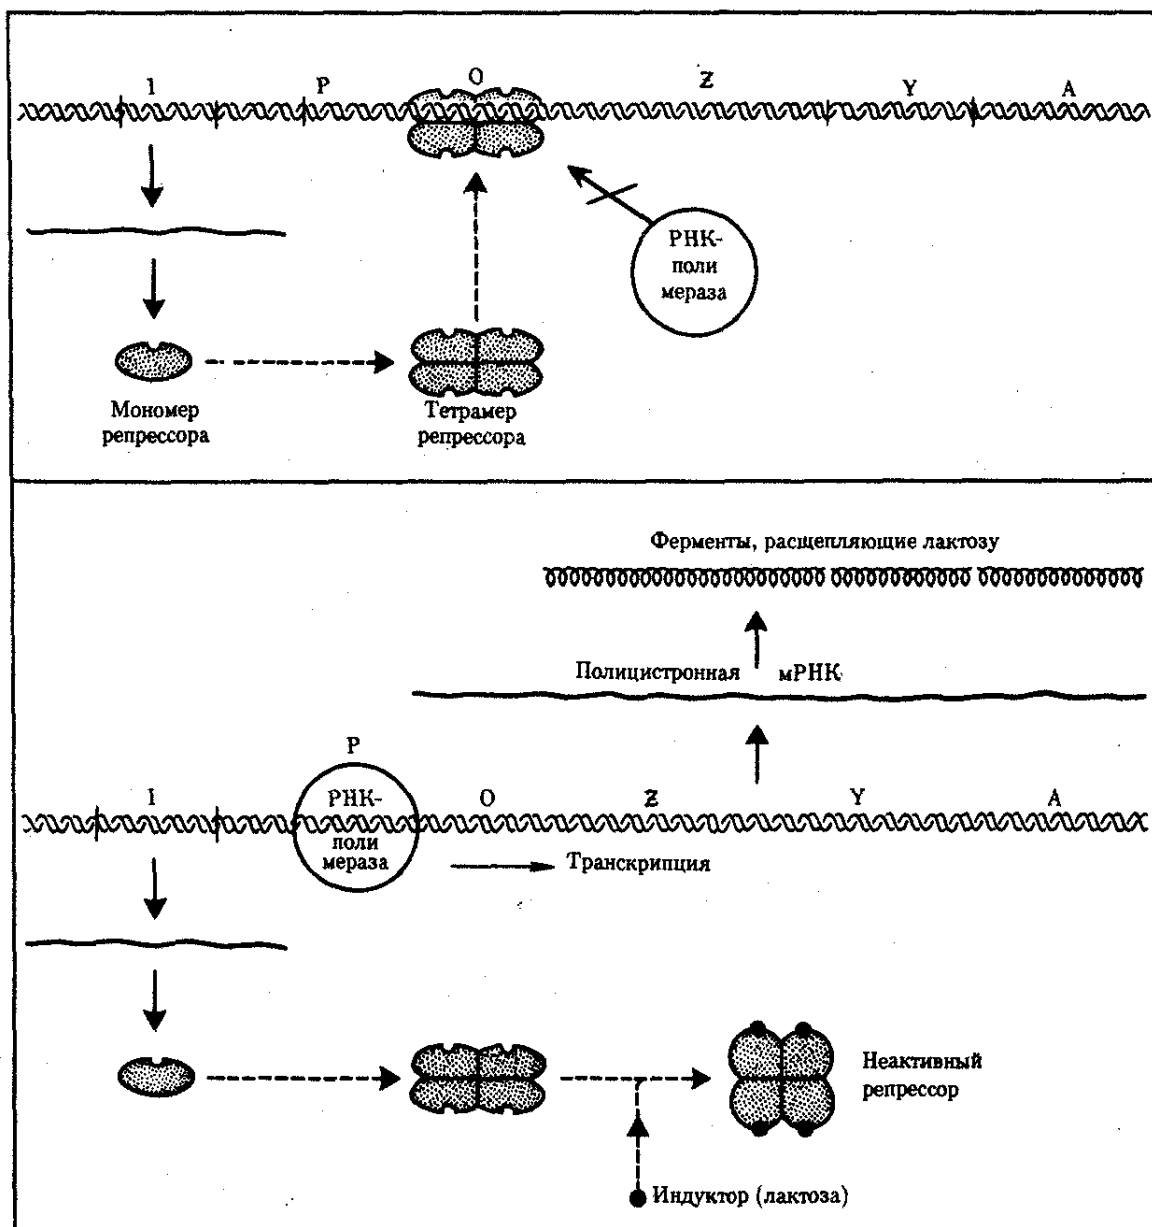 I P O Z Y A
РНК-
поли
мераза
Мономер
репрессора
Тетрамер
репрессора
Ферменты, расщепляющие лактозу
Полицистронная мРНК
P
I РНК- O Z Y A
поли
мераза
Транскрипция
Неактивный
репрессор
Индуктор (лактоза)